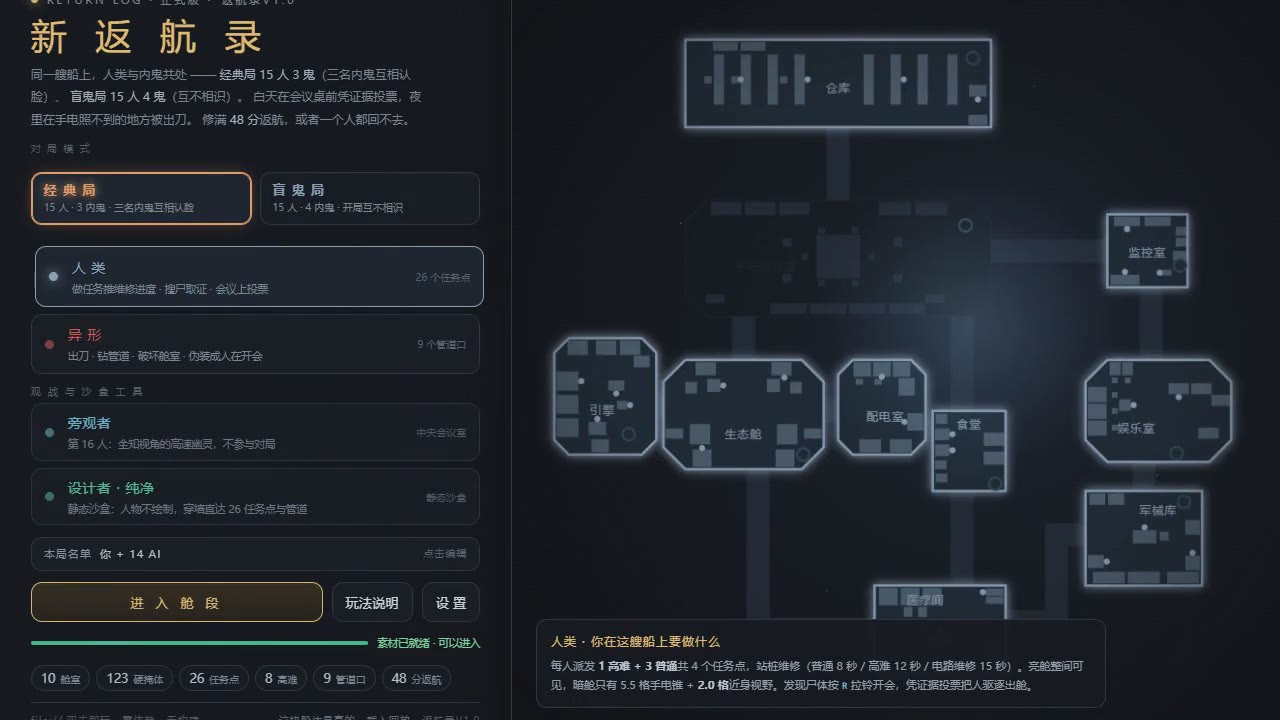 RETURN LOG · 正式版 · 返航录V1.0
新返航录
同一艘船上，人类与内鬼共处 —— 经典局 15 人 3 鬼（三名内鬼互相认
脸）、盲鬼局 15 人 4 鬼（互不相识）。白天在会议桌前凭证据投票，夜
里在手电照不到的地方被出刀。修满 48 分返航，或者一个人都回不去。
对局模式
经典局
15 人 · 3 内鬼 · 三名内鬼互相认脸
盲鬼局
15 人 · 4 内鬼 · 开局互不相识
人类
做任务推维修进度 · 撞尸取证 · 会议上投票
26 个任务点
异形
出刀 · 钻管道 · 破坏舱室 · 伪装成人在开会
9 个管道口
观战与沙盒工具
旁观者
第 16 人：全知视角的高速幽灵，不参与对局
中央会议室
设计者 · 纯净
静态沙盒：人物不绘制，穿墙直达 26 任务点与管道
静态沙盒
本局名单 你 + 14 AI
点击编辑
进入舱段
玩法说明
设置
素材已就绪 · 可以进入
10 舱室
123 硬掩体
26 任务点
8 高难
9 管道口
48 分返航
仓库
监控室
引擎
生态舱
配电室
食堂
娱乐室
军械库
医疗间
人类 · 你在这艘船上要做什么
每人派发 1 高难 + 3 普通共 4 个任务点，站桩维修（普通 8 秒 / 高难 12 秒 / 电路维修 15 秒）。亮舱整间可
见，暗舱只有 5.5 格手电锥 + 2.0 格近身视野。发现尸体按 R 拉铃开会，凭证据投票把人驱逐出舱。